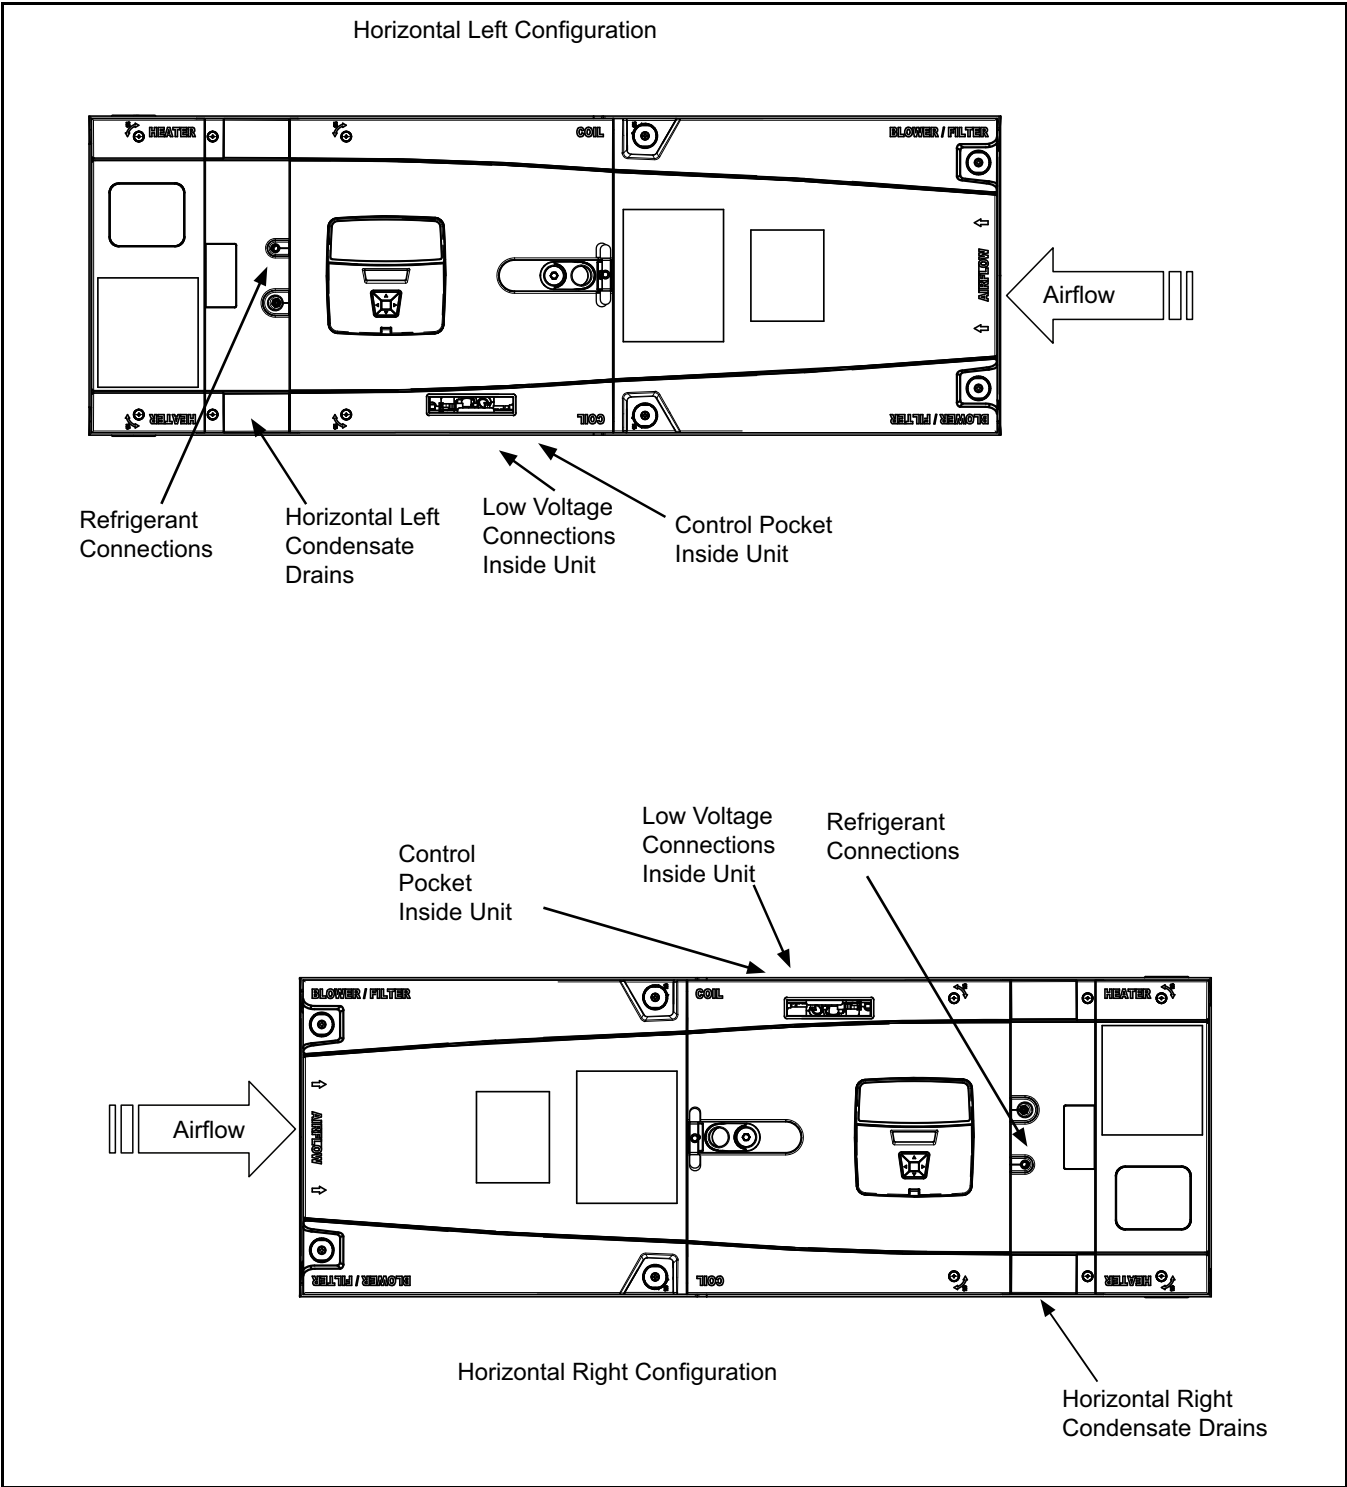 Horizontal Left Configuration
HEATER
COIL
BLOWER / FILTER
AIRFLOW
Airflow
HEATER
COIL
BLOWER / FILTER
Refrigerant
Connections
Horizontal Left
Condensate
Drains
Low Voltage
Connections
Inside Unit
Control Pocket
Inside Unit
Low Voltage
Connections
Inside Unit
Refrigerant
Connections
Control
Pocket
Inside Unit
BLOWER / FILTER
COIL
HEATER
Airflow
AIRFLOW
BLOWER / FILTER
COIL
HEATER
Horizontal Right Configuration
Horizontal Right
Condensate Drains